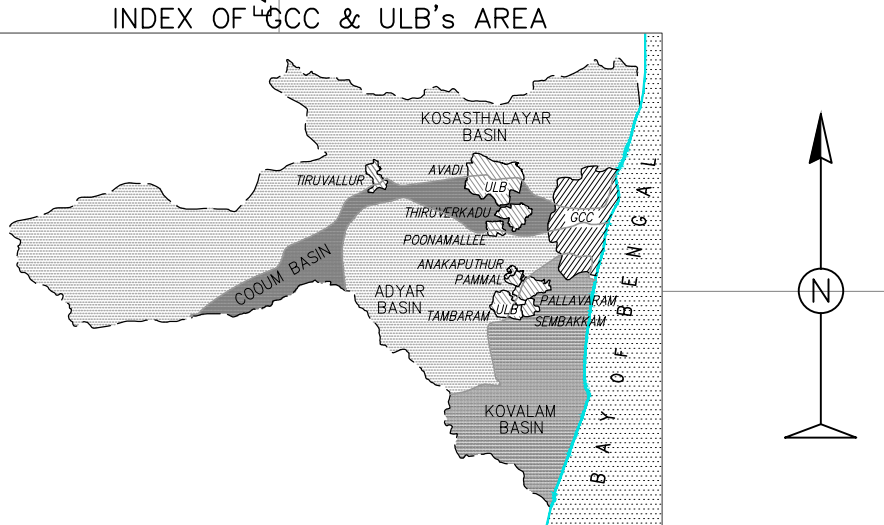 INDEX OF GCC & ULB's AREA
KOSASTHALAYAR
BASIN
TIRUVALLUR
AVADI
ULB
THIRUVERKADU
GCC
POONAMALLEE
COOUM BASIN
ANAKAPUTHUR
PAMMAL
ADYAR
BASIN
PALLAVARAM
TAMBARAM
ULB
SEMBAKKAM
KOVALAM
BASIN
BAY OF BENGAL
N